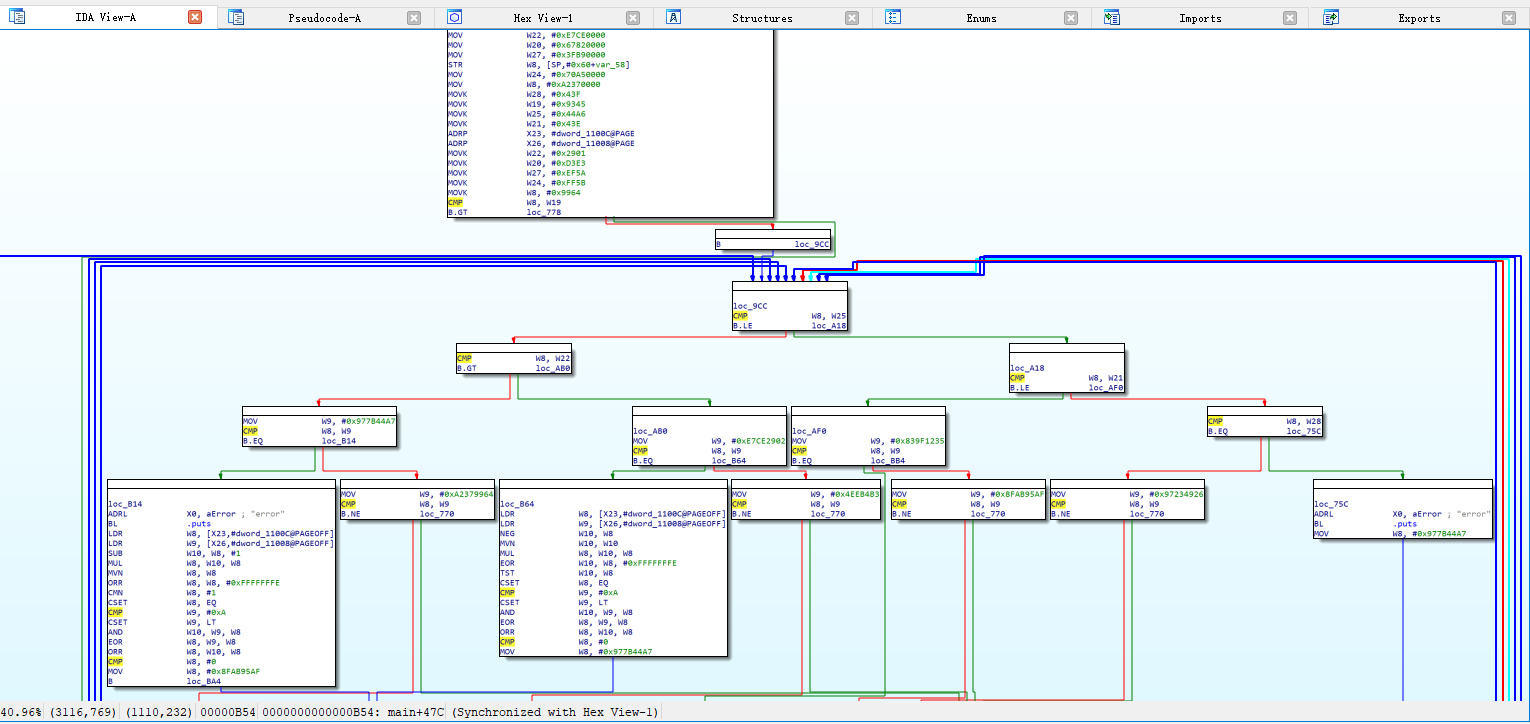 IDA View-A Pseudocode-A Hex View-1 Structures Enums Imports Exports
MOV W22, #0xE7CE0000
MOV W20, #0x67820000
MOV W27, #0x3FB90000
STR W8, [SP,#0x60+var_58]
MOV W24, #0x70A50000
MOV W8, #0xA2370000
MOVK W28, #0x43F
MOVK W19, #0x9345
MOVK W25, #0x44A6
MOVK W21, #0x43E
ADRP X23, #dword_1100C@PAGE
ADRP X26, #dword_11008@PAGE
MOVK W22, #0x2901
MOVK W20, #0xD3E3
MOVK W27, #0xEF5A
MOVK W24, #0xFF5B
MOVK W8, #0x9964
CMP W8, W19
B.GT loc_778
B loc_9CC
loc_9CC
CMP W8, W25
B.LE loc_A18
CMP W8, W22
B.GT loc_AB0
loc_A18
CMP W8, W21
B.LE loc_AF0
MOV W9, #0x977B44A7
CMP W8, W9
B.EQ loc_B14
loc_AB0
MOV W9, #0xE7CE2902
CMP W8, W9
B.EQ loc_B64
loc_AF0
MOV W9, #0x839F1235
CMP W8, W9
B.EQ loc_BB4
CMP W8, W28
B.EQ loc_75C
loc_B14
ADRL X0, aError ; "error"
BL .puts
LDR W8, [X23,#dword_1100C@PAGEOFF]
LDR W9, [X26,#dword_11008@PAGEOFF]
SUB W10, W8, #1
MUL W8, W10, W8
MVN W8, W8
ORR W8, W8, #0xFFFFFFFE
CMN W8, #1
CSET W8, EQ
CMP W9, #0xA
CSET W9, LT
AND W10, W9, W8
EOR W8, W9, W8
ORR W8, W10, W8
CMP W8, #0
MOV W8, #0x8FAB95AF
B loc_BA4
MOV W9, #0xA2379964
CMP W8, W9
B.NE loc_770
loc_B64
LDR W8, [X23,#dword_1100C@PAGEOFF]
LDR W9, [X26,#dword_11008@PAGEOFF]
NEG W10, W8
MVN W10, W10
MUL W8, W10, W8
EOR W10, W8, #0xFFFFFFFE
TST W10, W8
CSET W8, EQ
CMP W9, #0xA
CSET W9, LT
AND W10, W9, W8
EOR W8, W9, W8
ORR W8, W10, W8
CMP W8, #0
MOV W8, #0x977B44A7
MOV W9, #0x4EEB4B3
CMP W8, W9
B.NE loc_770
MOV W9, #0x8FAB95AF
CMP W8, W9
B.NE loc_770
MOV W9, #0x97234926
CMP W8, W9
B.NE loc_770
loc_75C
ADRL X0, aError ; "error"
BL .puts
MOV W8, #0x977B44A7
40.96% (3116,769) (1110,232) 00000B54 0000000000000B54: main+47C (Synchronized with Hex View-1)